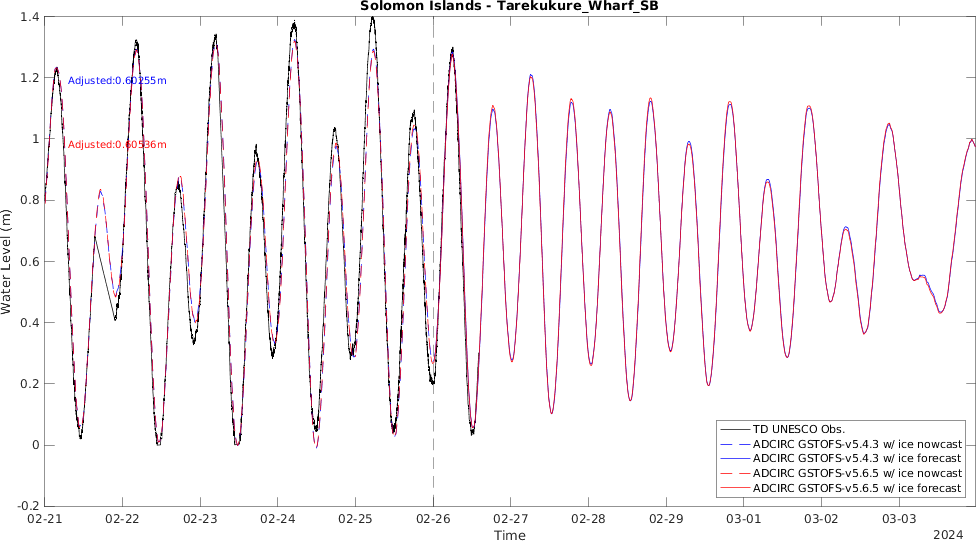 Solomon Islands - Tarekukure_Wharf_SB
1.4
1.2
1
0.8
0.6
0.4
0.2
0
-0.2
Water Level (m)
Adjusted:0.60255m
Adjusted:0.60536m
TD UNESCO Obs.
ADCIRC GSTOFS-v5.4.3 w/ ice nowcast
ADCIRC GSTOFS-v5.4.3 w/ ice forecast
ADCIRC GSTOFS-v5.6.5 w/ ice nowcast
ADCIRC GSTOFS-v5.6.5 w/ ice forecast
02-21 02-22 02-23 02-24 02-25 02-26 02-27 02-28 02-29 03-01 03-02 03-03
Time
2024